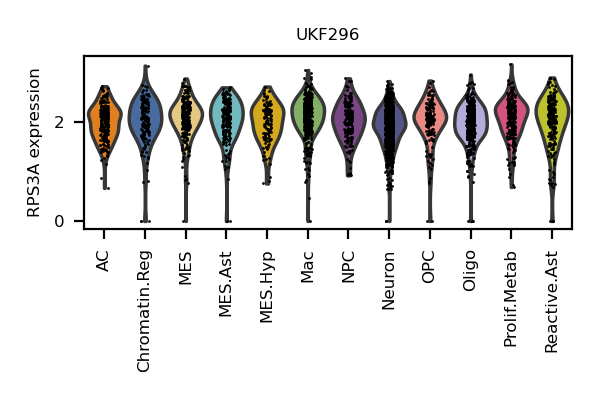 UKF296
RPS3A expression
2
0
AC
Chromatin.Reg
MES
MES.Ast
MES.Hyp
Mac
NPC
Neuron
OPC
Oligo
Prolif.Metab
Reactive.Ast